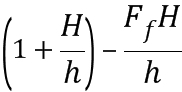 (1 + H/h) – F_f H/h